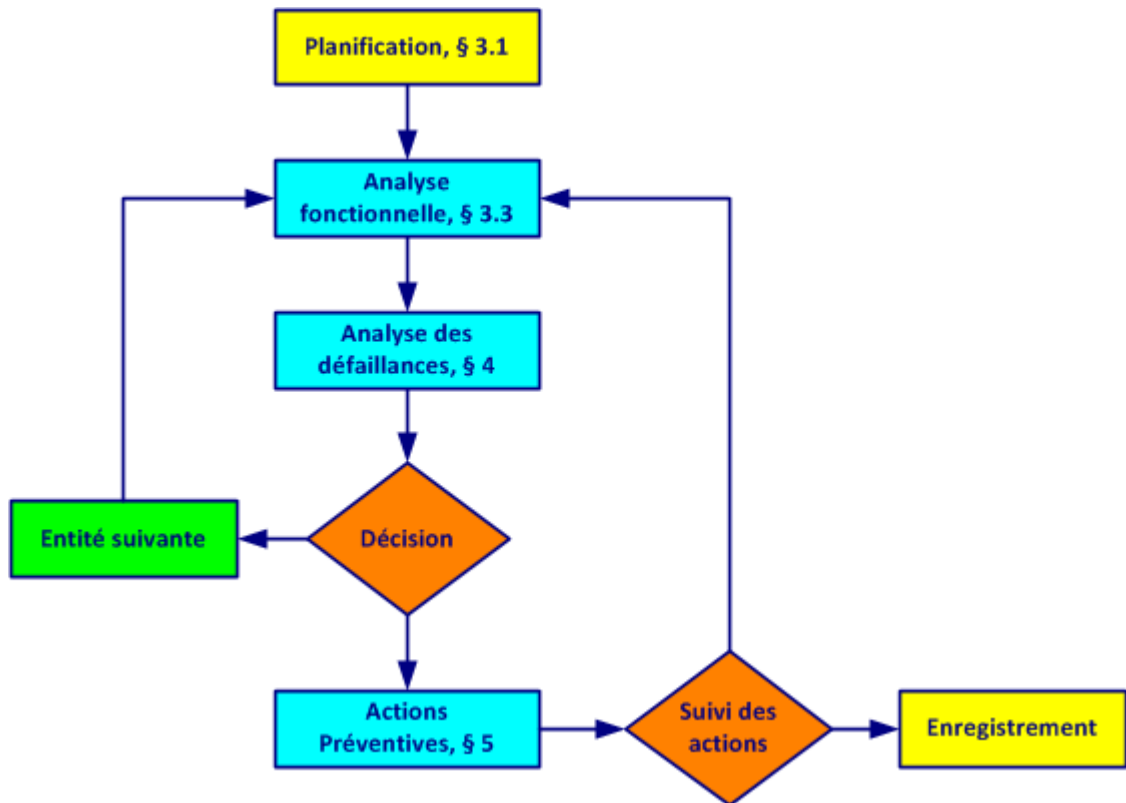 Planification, § 3.1
Analyse
fonctionnelle, § 3.3
Analyse des
défaillances, § 4
Entité suivante
Décision
Actions
Préventives, § 5
Suivi des
actions
Enregistrement